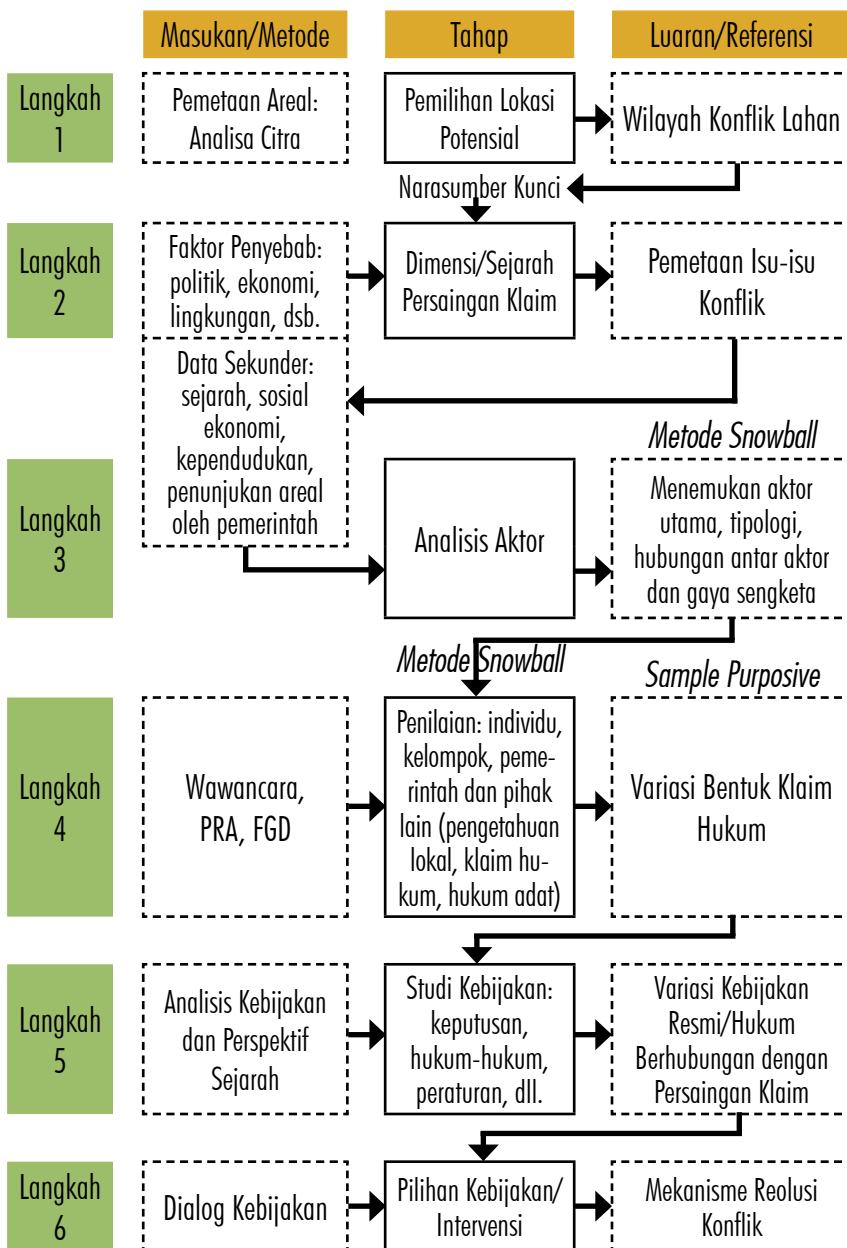 Masukan/Metode
Tahap
Luaran/Referensi
Langkah
1
Pemetaan Areal:
Analisa Citra
Pemilihan Lokasi
Potensial
Wilayah Konflik Lahan
Narasumber Kunci
Langkah
2
Faktor Penyebab:
politik, ekonomi,
lingkungan, dsb.
Dimensi/Sejarah
Persaingan Klaim
Pemetaan Isu-isu
Konflik
Data Sekunder:
sejarah, sosial
ekonomi,
kependudukan,
penunjukan areal
oleh pemerintah
Langkah
3
Analisis Aktor
Metode Snowball
Menemukan aktor
utama, tipologi,
hubungan antar aktor
dan gaya sengketa
Metode Snowball
Sample Purposive
Langkah
4
Wawancara,
PRA, FGD
Penilaian: individu,
kelompok, peme-
rintah dan pihak
lain (pengetahuan
lokal, klaim hu-
kum, hukum adat)
Variasi Bentuk Klaim
Hukum
Langkah
5
Analisis Kebijakan
dan Perspektif
Sejarah
Studi Kebijakan:
keputusan,
hukum-hukum,
peraturan, dll.
Variasi Kebijakan
Resmi/Hukum
Berhubungan dengan
Persaingan Klaim
Langkah
6
Dialog Kebijakan
Pilihan Kebijakan/
Intervensi
Mekanisme Reolusi
Konflik